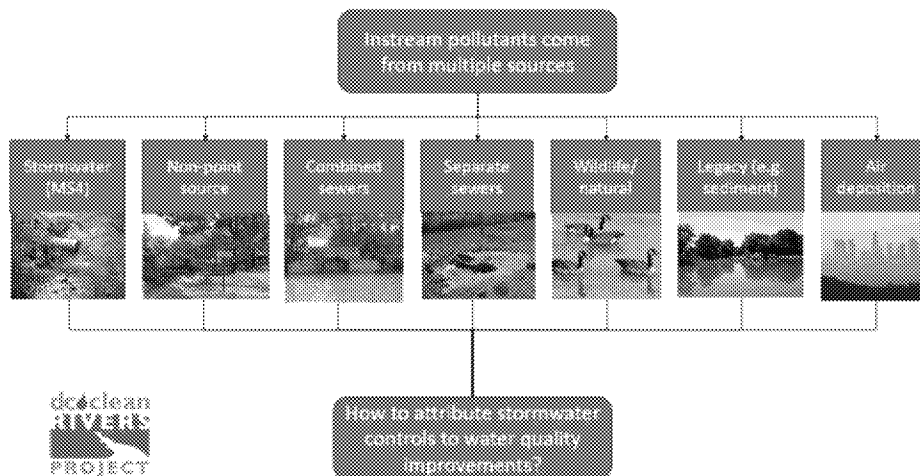 Instream pollutants come
from multiple sources
Stormwater
(MS4)
Non-point
source
Combined
sewers
Separate
sewers
Wildlife/
natural
Legacy (e.g.
sediment)
Air
deposition
dc clean
RIVERS
PROJECT
How to attribute stormwater
controls to water quality
improvements?